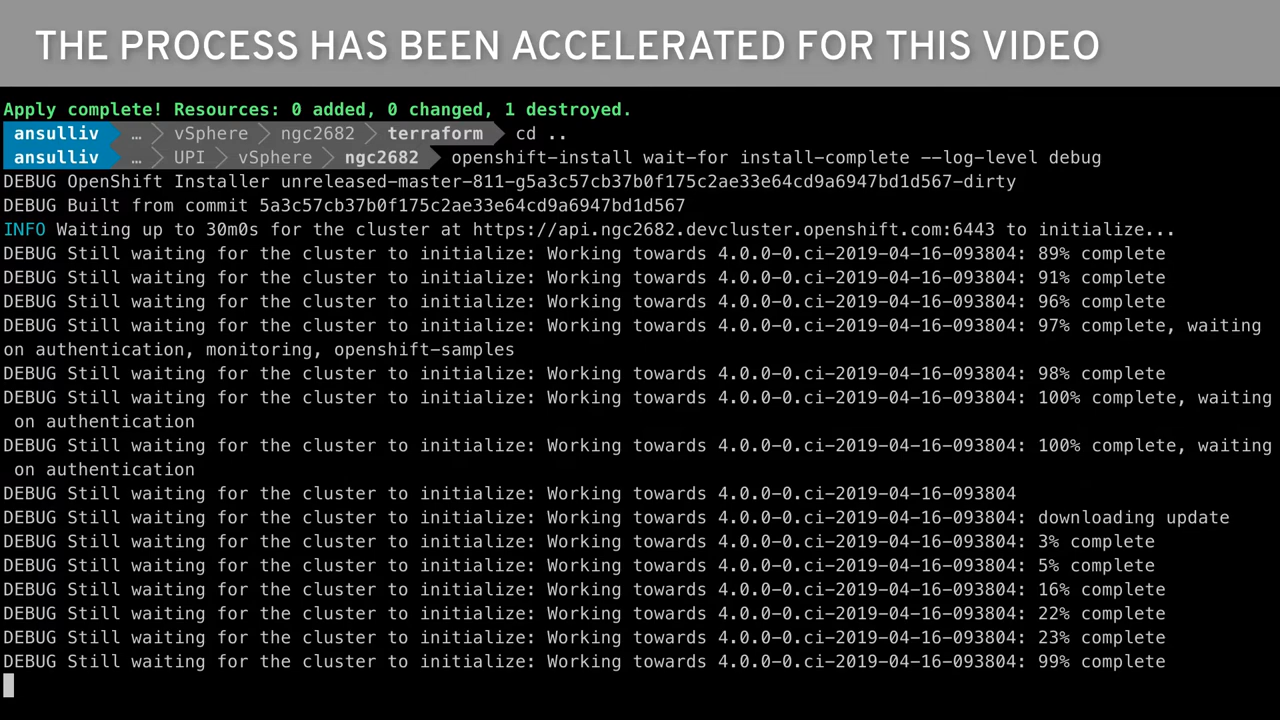 THE PROCESS HAS BEEN ACCELERATED FOR THIS VIDEO
Apply complete! Resources: 0 added, 0 changed, 1 destroyed.
ansulliv … vSphere ngc2682 terraform cd ..
ansulliv … UPI vSphere ngc2682 openshift-install wait-for install-complete --log-level debug
DEBUG OpenShift Installer unreleased-master-811-g5a3c57cb37b0f175c2ae33e64cd9a6947bd1d567-dirty
DEBUG Built from commit 5a3c57cb37b0f175c2ae33e64cd9a6947bd1d567
INFO Waiting up to 30m0s for the cluster at https://api.ngc2682.devcluster.openshift.com:6443 to initialize...
DEBUG Still waiting for the cluster to initialize: Working towards 4.0.0-0.ci-2019-04-16-093804: 89% complete
DEBUG Still waiting for the cluster to initialize: Working towards 4.0.0-0.ci-2019-04-16-093804: 91% complete
DEBUG Still waiting for the cluster to initialize: Working towards 4.0.0-0.ci-2019-04-16-093804: 96% complete
DEBUG Still waiting for the cluster to initialize: Working towards 4.0.0-0.ci-2019-04-16-093804: 97% complete, waiting
on authentication, monitoring, openshift-samples
DEBUG Still waiting for the cluster to initialize: Working towards 4.0.0-0.ci-2019-04-16-093804: 98% complete
DEBUG Still waiting for the cluster to initialize: Working towards 4.0.0-0.ci-2019-04-16-093804: 100% complete, waiting
on authentication
DEBUG Still waiting for the cluster to initialize: Working towards 4.0.0-0.ci-2019-04-16-093804: 100% complete, waiting
on authentication
DEBUG Still waiting for the cluster to initialize: Working towards 4.0.0-0.ci-2019-04-16-093804
DEBUG Still waiting for the cluster to initialize: Working towards 4.0.0-0.ci-2019-04-16-093804: downloading update
DEBUG Still waiting for the cluster to initialize: Working towards 4.0.0-0.ci-2019-04-16-093804: 3% complete
DEBUG Still waiting for the cluster to initialize: Working towards 4.0.0-0.ci-2019-04-16-093804: 5% complete
DEBUG Still waiting for the cluster to initialize: Working towards 4.0.0-0.ci-2019-04-16-093804: 16% complete
DEBUG Still waiting for the cluster to initialize: Working towards 4.0.0-0.ci-2019-04-16-093804: 22% complete
DEBUG Still waiting for the cluster to initialize: Working towards 4.0.0-0.ci-2019-04-16-093804: 23% complete
DEBUG Still waiting for the cluster to initialize: Working towards 4.0.0-0.ci-2019-04-16-093804: 99% complete